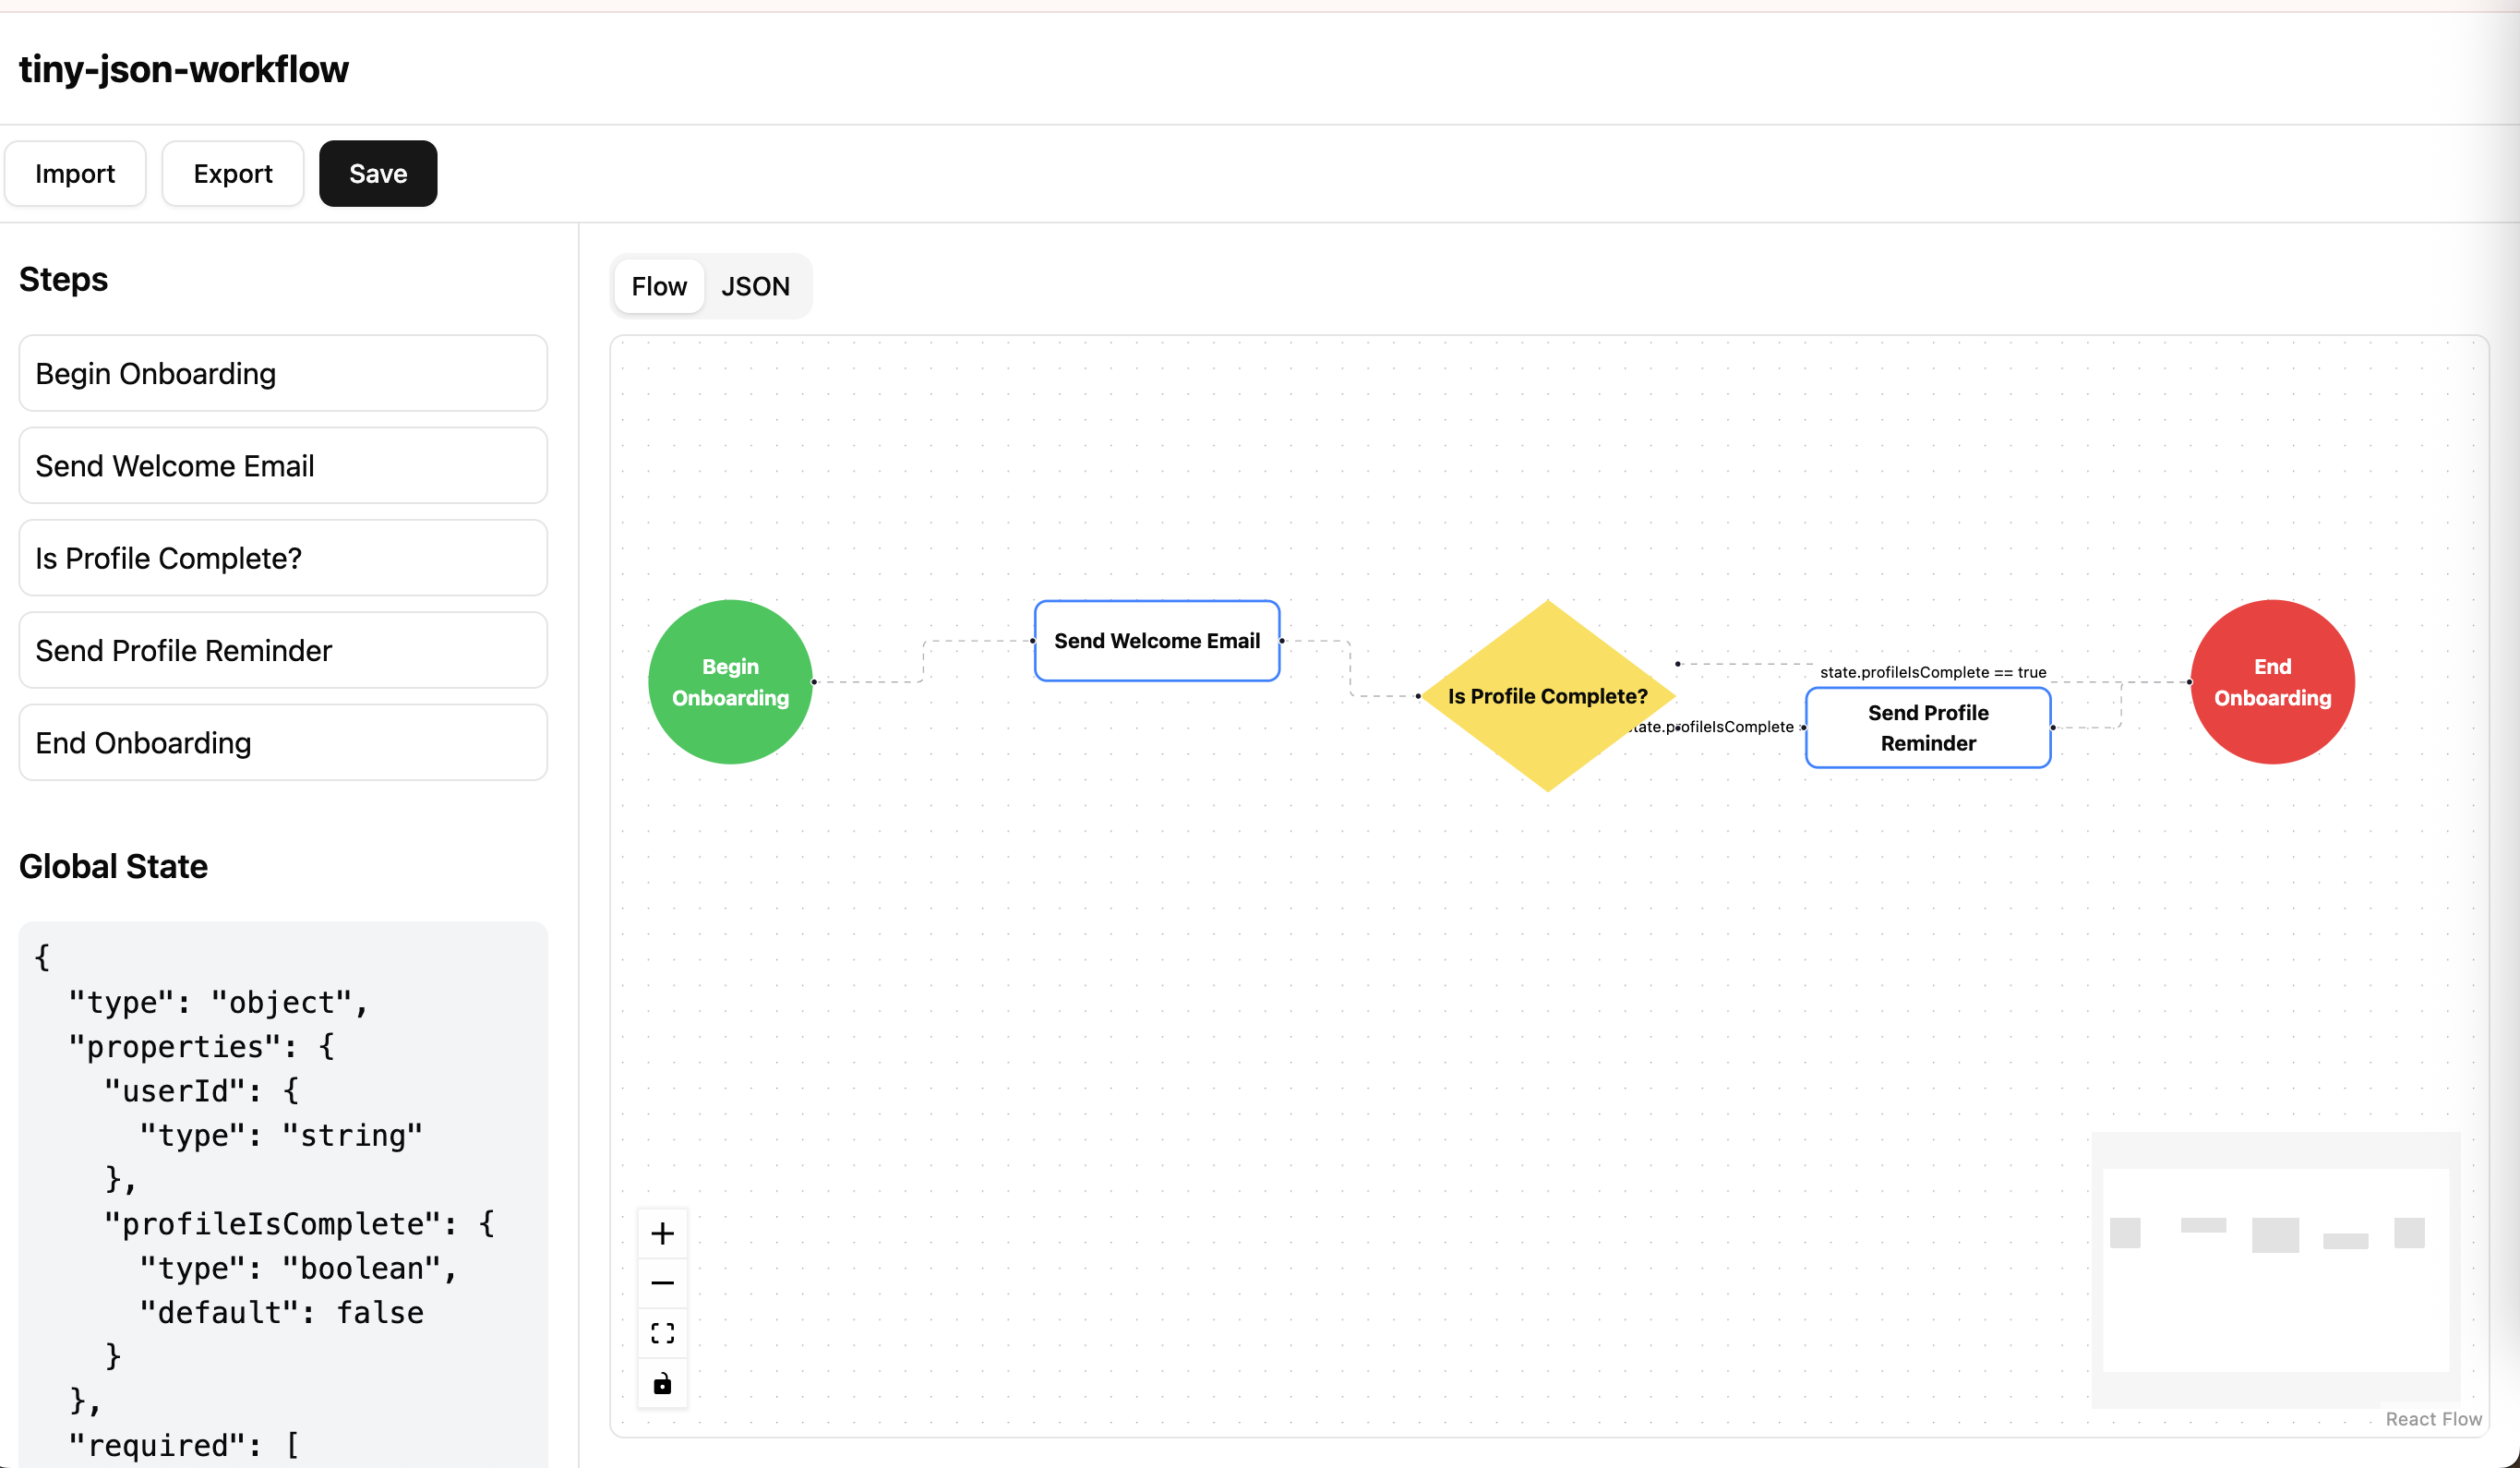 tiny-json-workflow
Import
Export
Save
Steps
Begin Onboarding
Send Welcome Email
Is Profile Complete?
Send Profile Reminder
End Onboarding
Global State
{
  "type": "object",
  "properties": {
    "userId": {
      "type": "string"
    },
    "profileIsComplete": {
      "type": "boolean",
      "default": false
    }
  },
  "required": [
Flow
JSON
Begin
Onboarding
Send Welcome Email
Is Profile Complete?
state.profileIsComplete == true
state.profileIsComplete
Send Profile
Reminder
End
Onboarding
React Flow